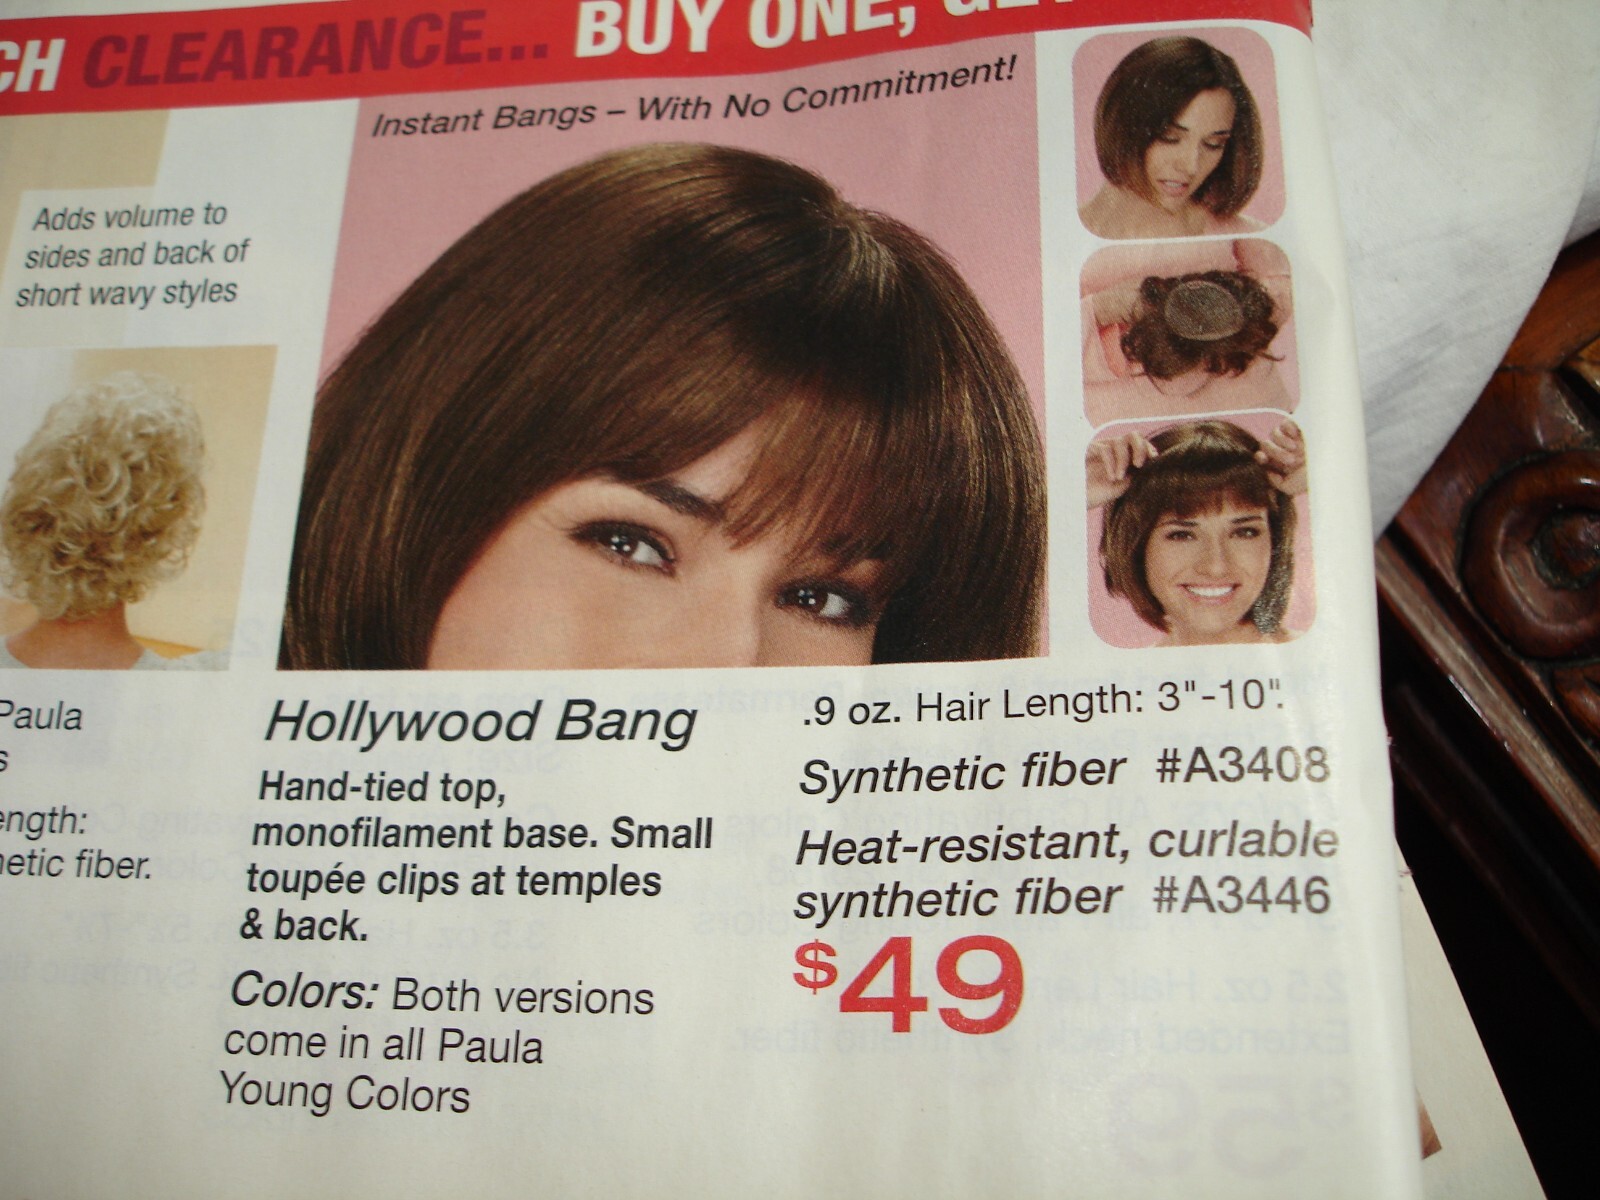 CH CLEARANCE... BUY ONE,
Instant Bangs – With No Commitment!
Adds volume to
sides and back of
short wavy styles
Paula
s
ength:
netic fiber.
Hollywood Bang
Hand-tied top,
monofilament base. Small
toupée clips at temples
& back.
Colors: Both versions
come in all Paula
Young Colors
.9 oz. Hair Length: 3"-10".
Synthetic fiber #A3408
Heat-resistant, curlable
synthetic fiber #A3446
$49